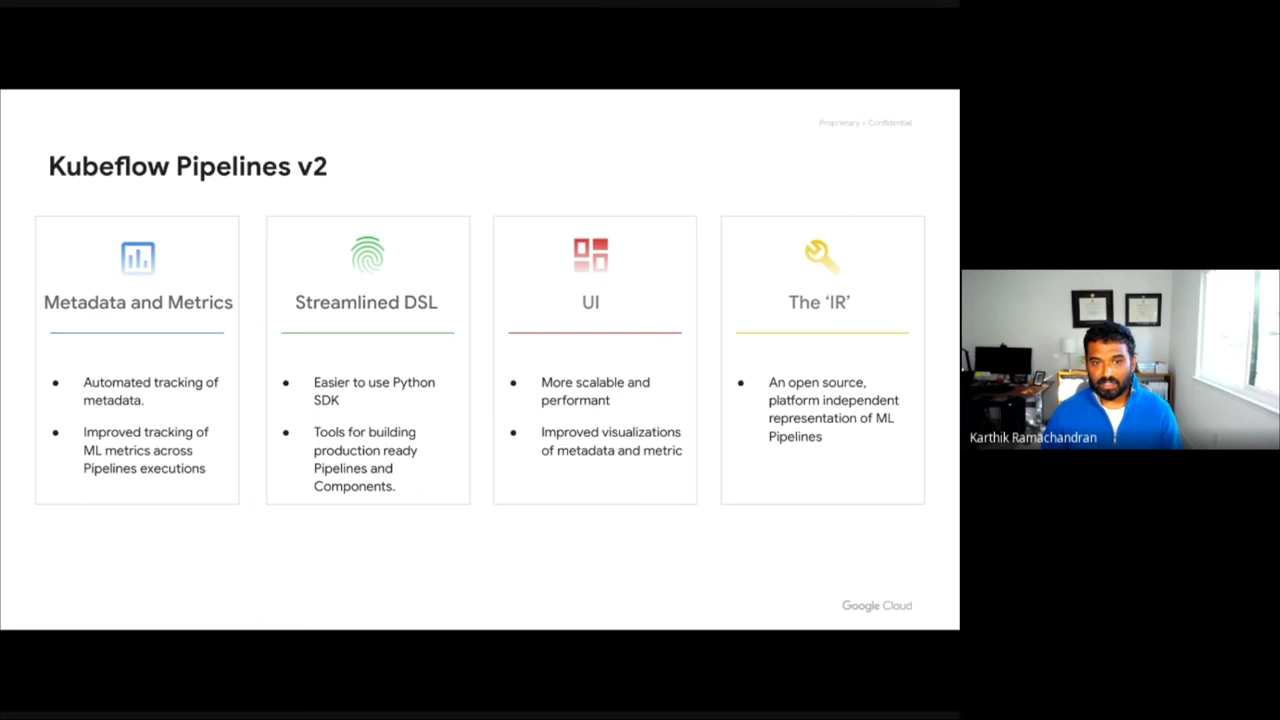 Proprietary + Confidential
Kubeflow Pipelines v2
Metadata and Metrics
● Automated tracking of
metadata.
● Improved tracking of
ML metrics across
Pipelines executions
Streamlined DSL
● Easier to use Python
SDK
● Tools for building
production ready
Pipelines and
Components.
UI
● More scalable and
performant
● Improved visualizations
of metadata and metric
The ‘IR’
● An open source,
platform independent
representation of ML
Pipelines
Google Cloud
Karthik Ramachandran